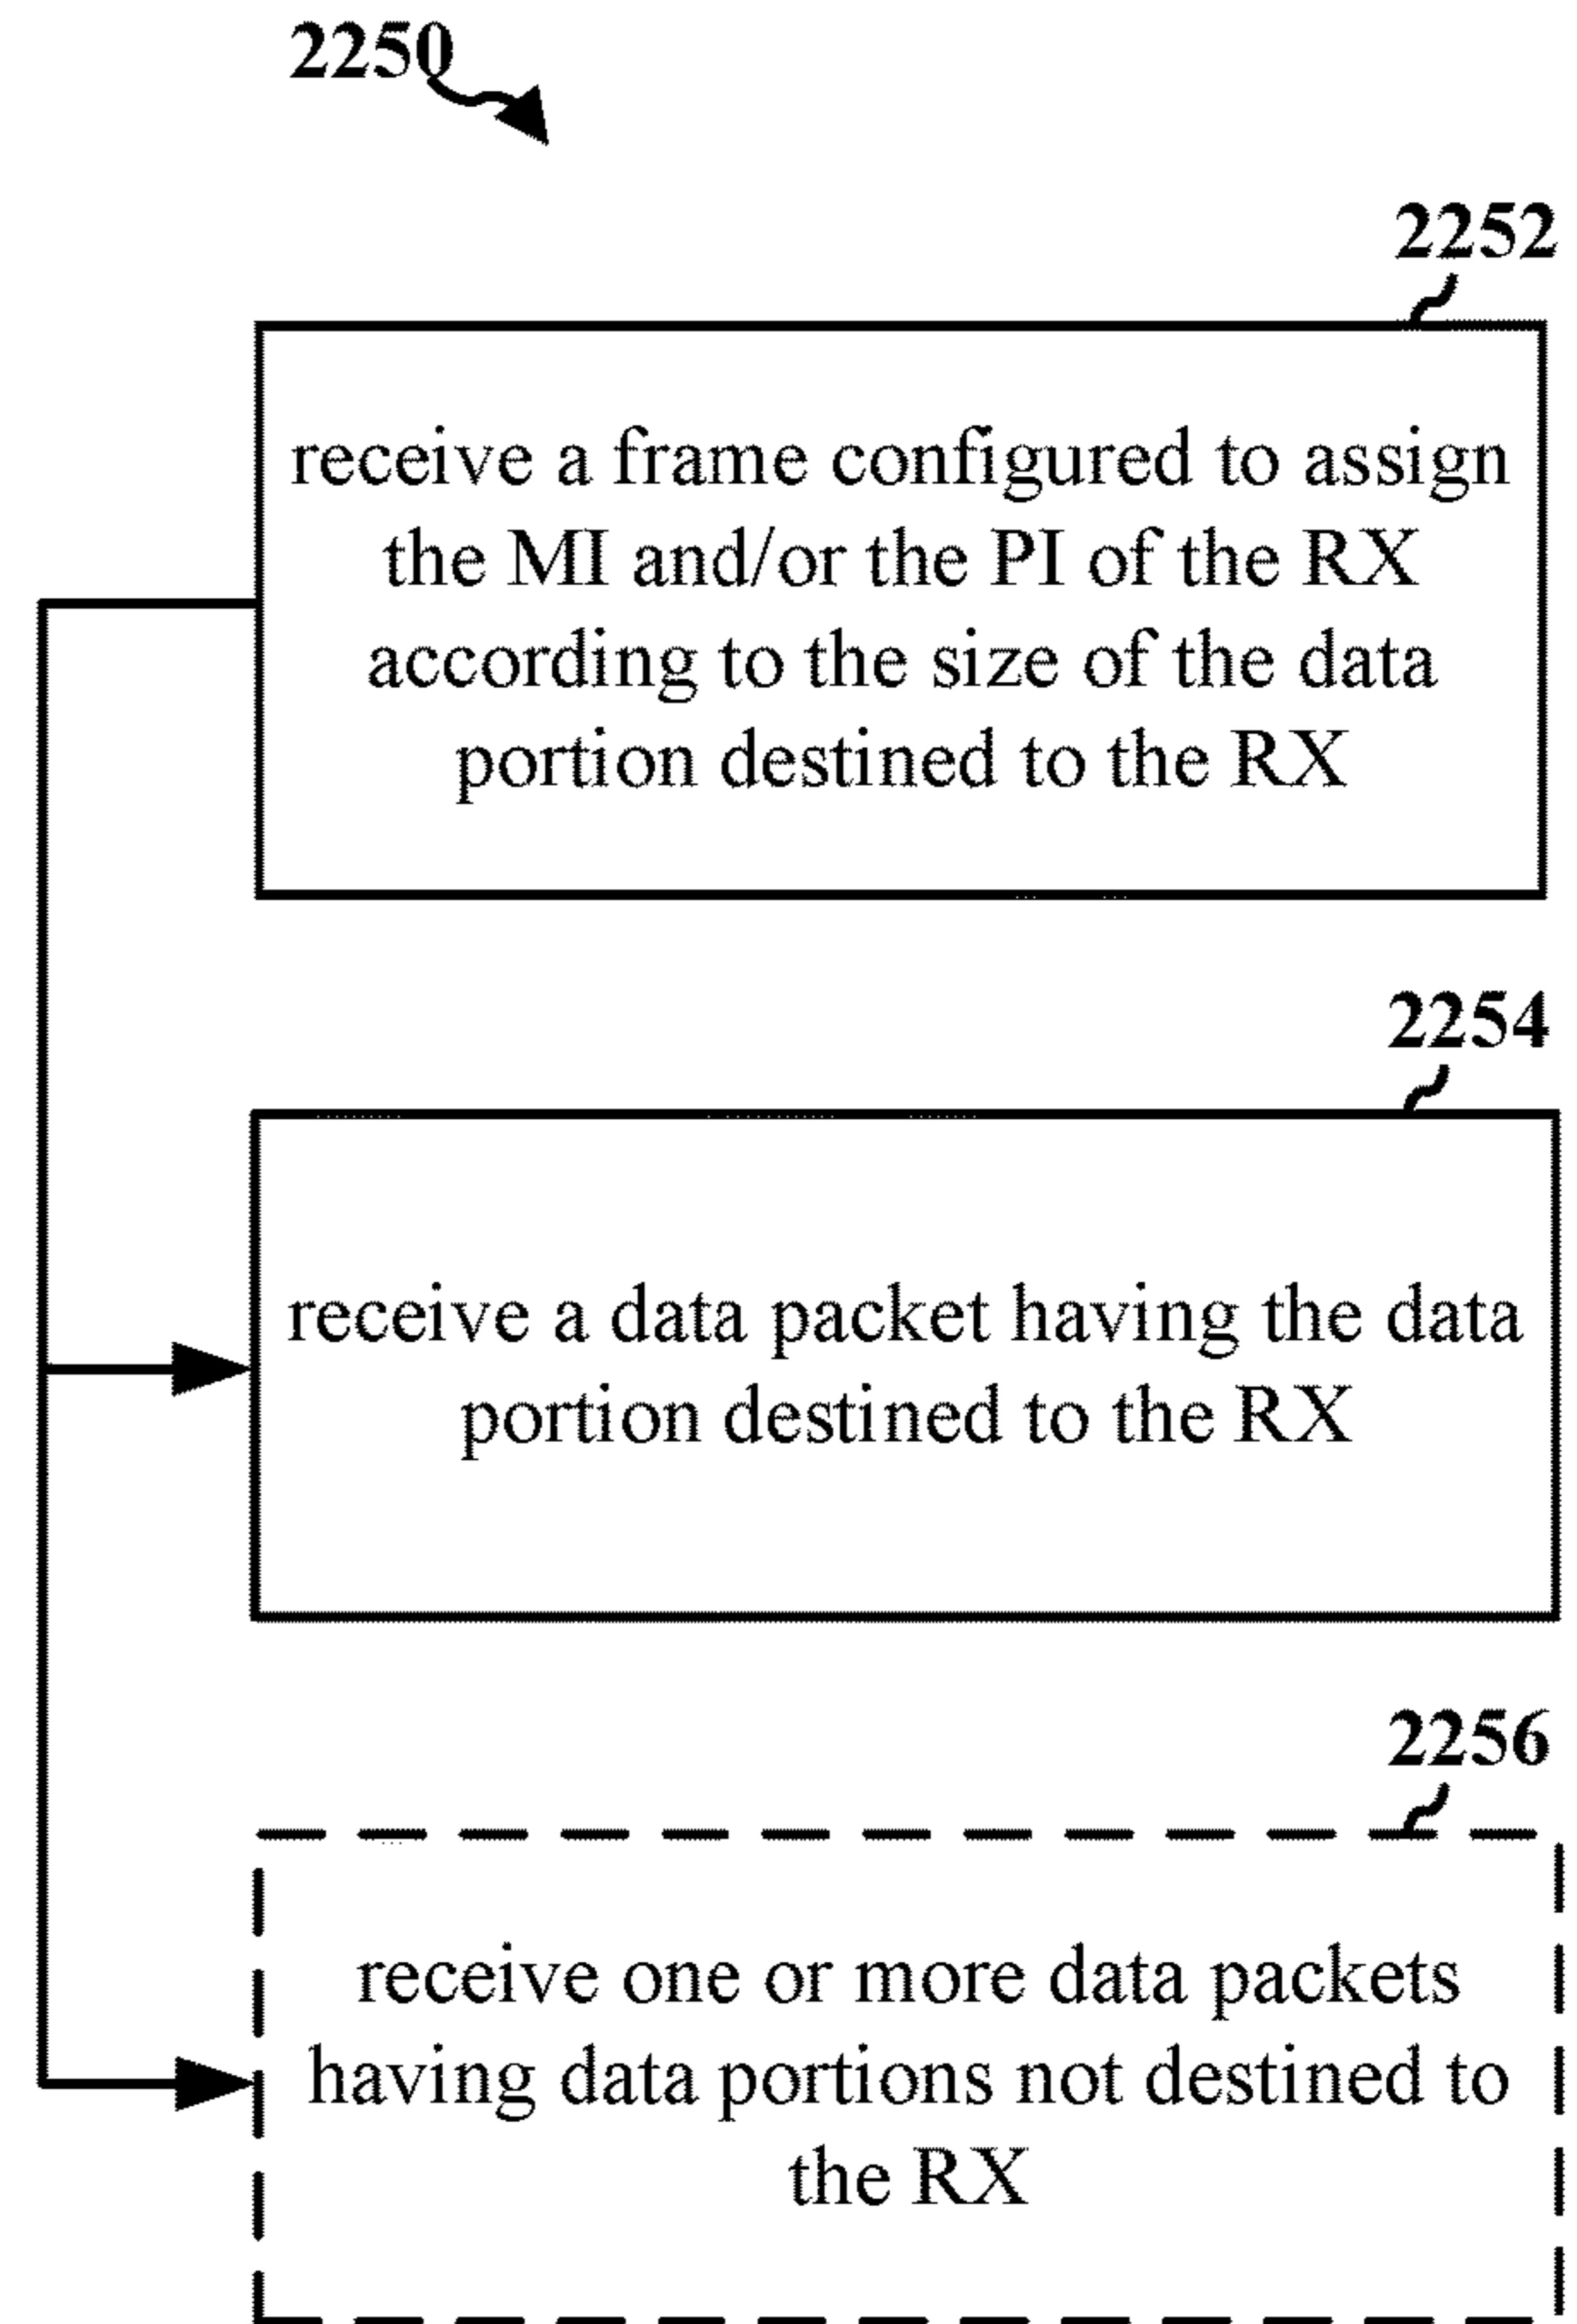 2250
2252
receive a frame configured to assign
the MI and/or the PI of the RX
according to the size of the data
portion destined to the RX
2254
receive a data packet having the data
portion destined to the RX
2256
receive one or more data packets
having data portions not destined to
the RX